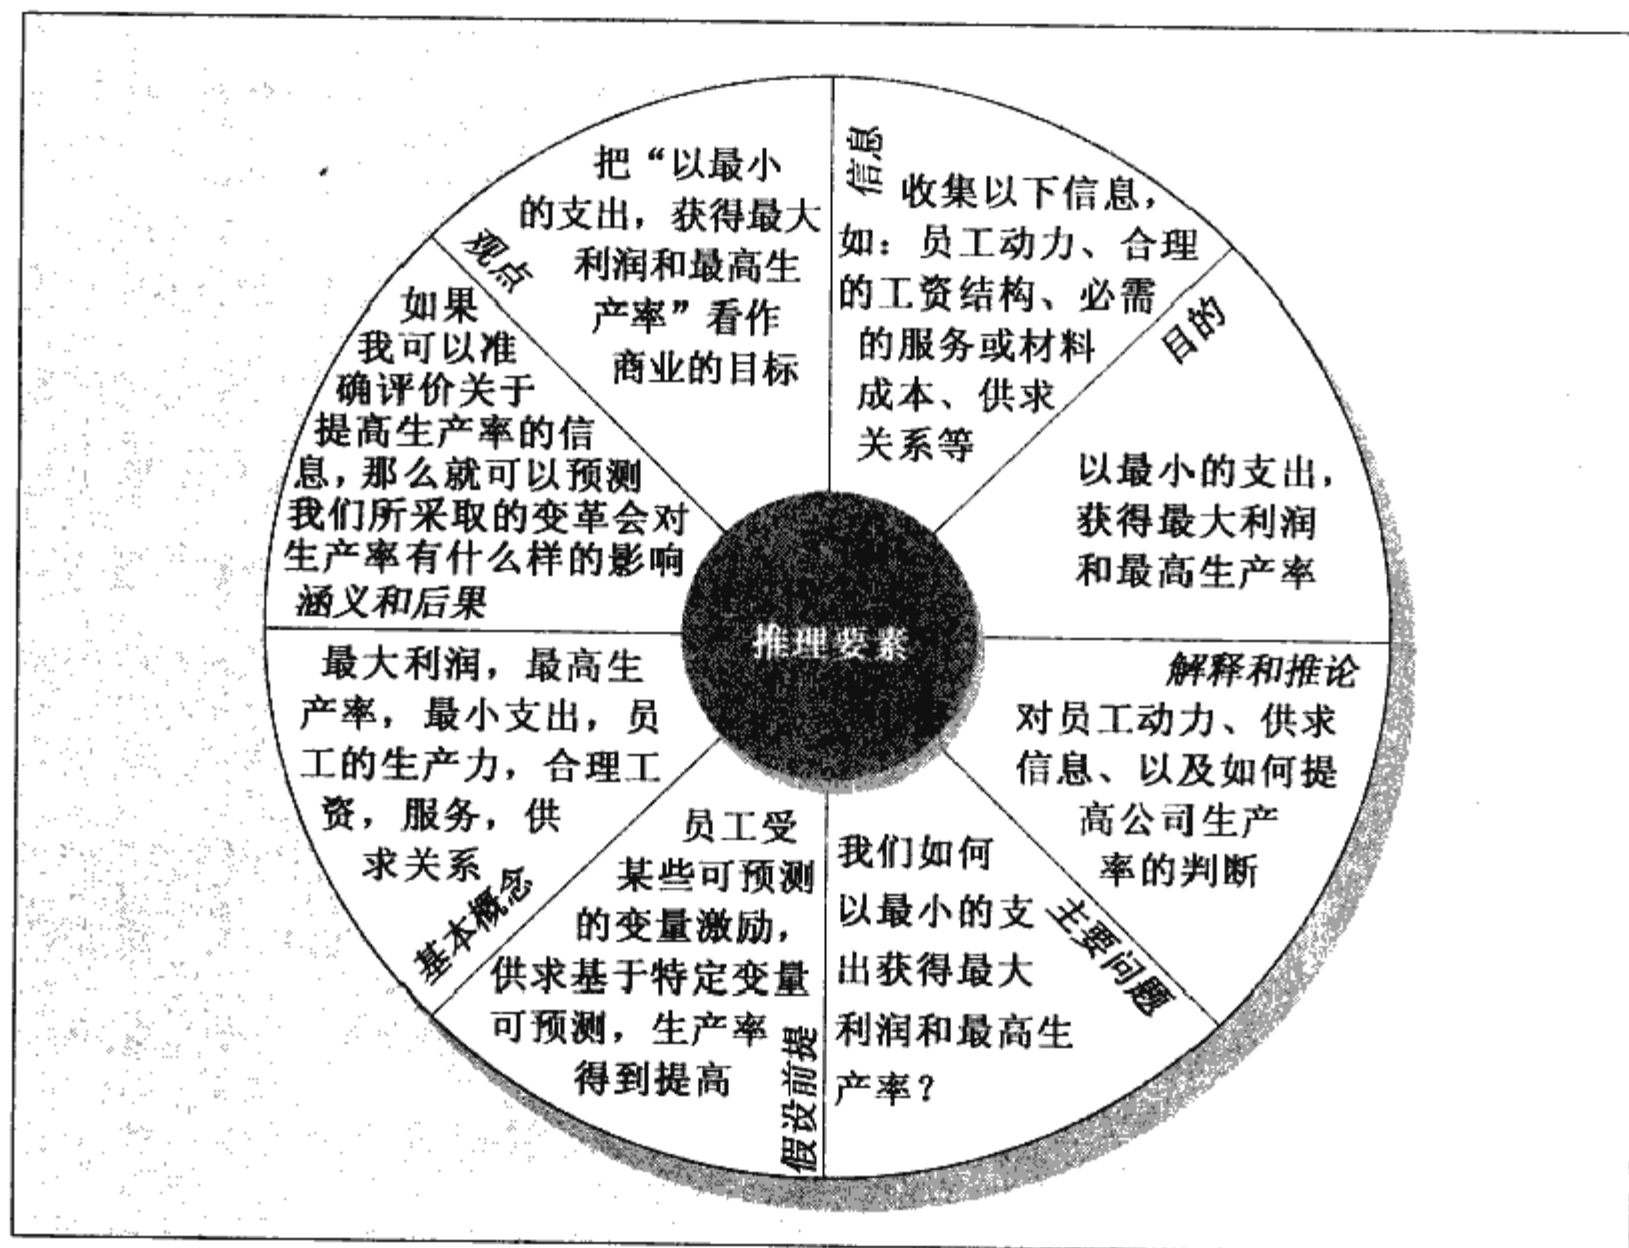 信息
收集以下信息，
如：员工动力、合理
的工资结构、必需
的服务或材料
成本、供求
关系等
目的
以最小的支出，
获得最大利润
和最高生产率
解释和推论
对员工动力、供求
信息、以及如何提
高公司生产
率的判断
主要问题
我们如何
以最小的支
出获得最大
利润和最高生
产率？
假设前提
员工受
某些可预测
的变量激励，
供求基于特定变量
可预测，生产率
得到提高
基本概念
最大利润，最高生
产率，最小支出，员
工的生产力，合理工
资，服务，供
求关系
涵义和后果
如果
我可以准
确评价关于
提高生产率的信
息，那么就可以预测
我们所采取的变革会对
生产率有什么样的影响
观点
把“以最小
的支出，获得最大
利润和最高生
产率”看作
商业的目标
推理要素